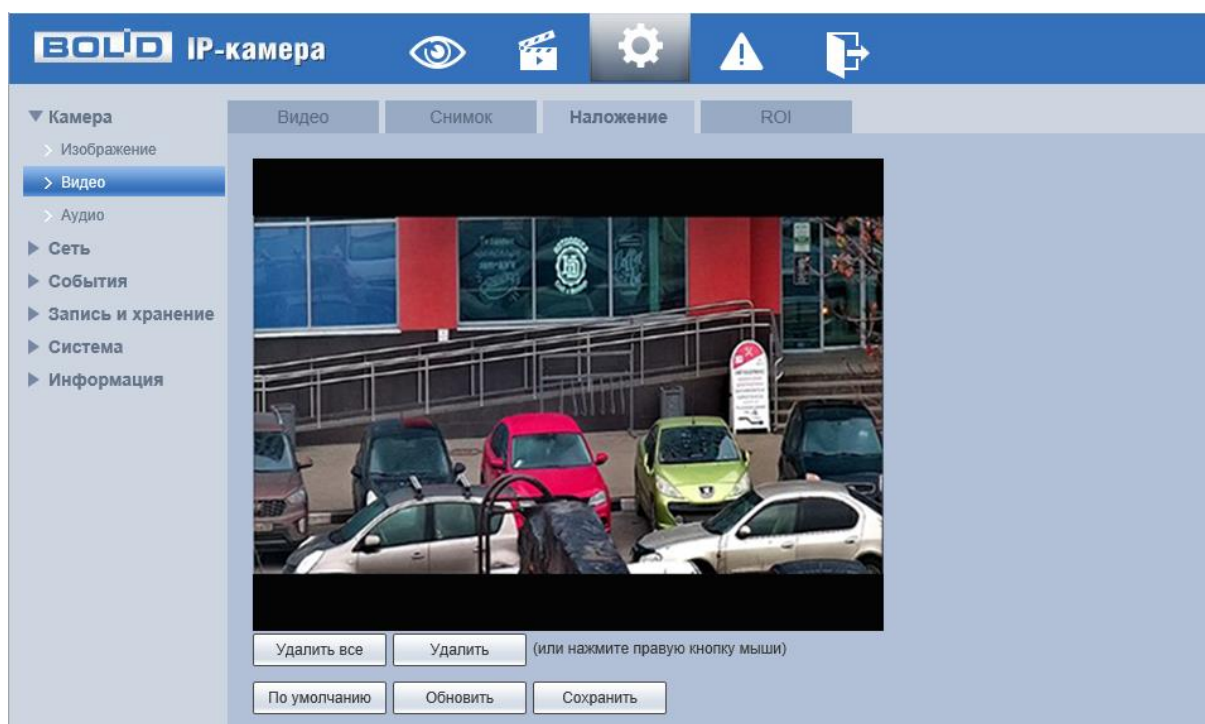 BOLID IP-камера
Камера
Видео
Снимок
Наложение
ROI
Изображение
Видео
Аудио
Сеть
События
Запись и хранение
Система
Информация
Удалить все
Удалить
(или нажмите правую кнопку мыши)
По умолчанию
Обновить
Сохранить